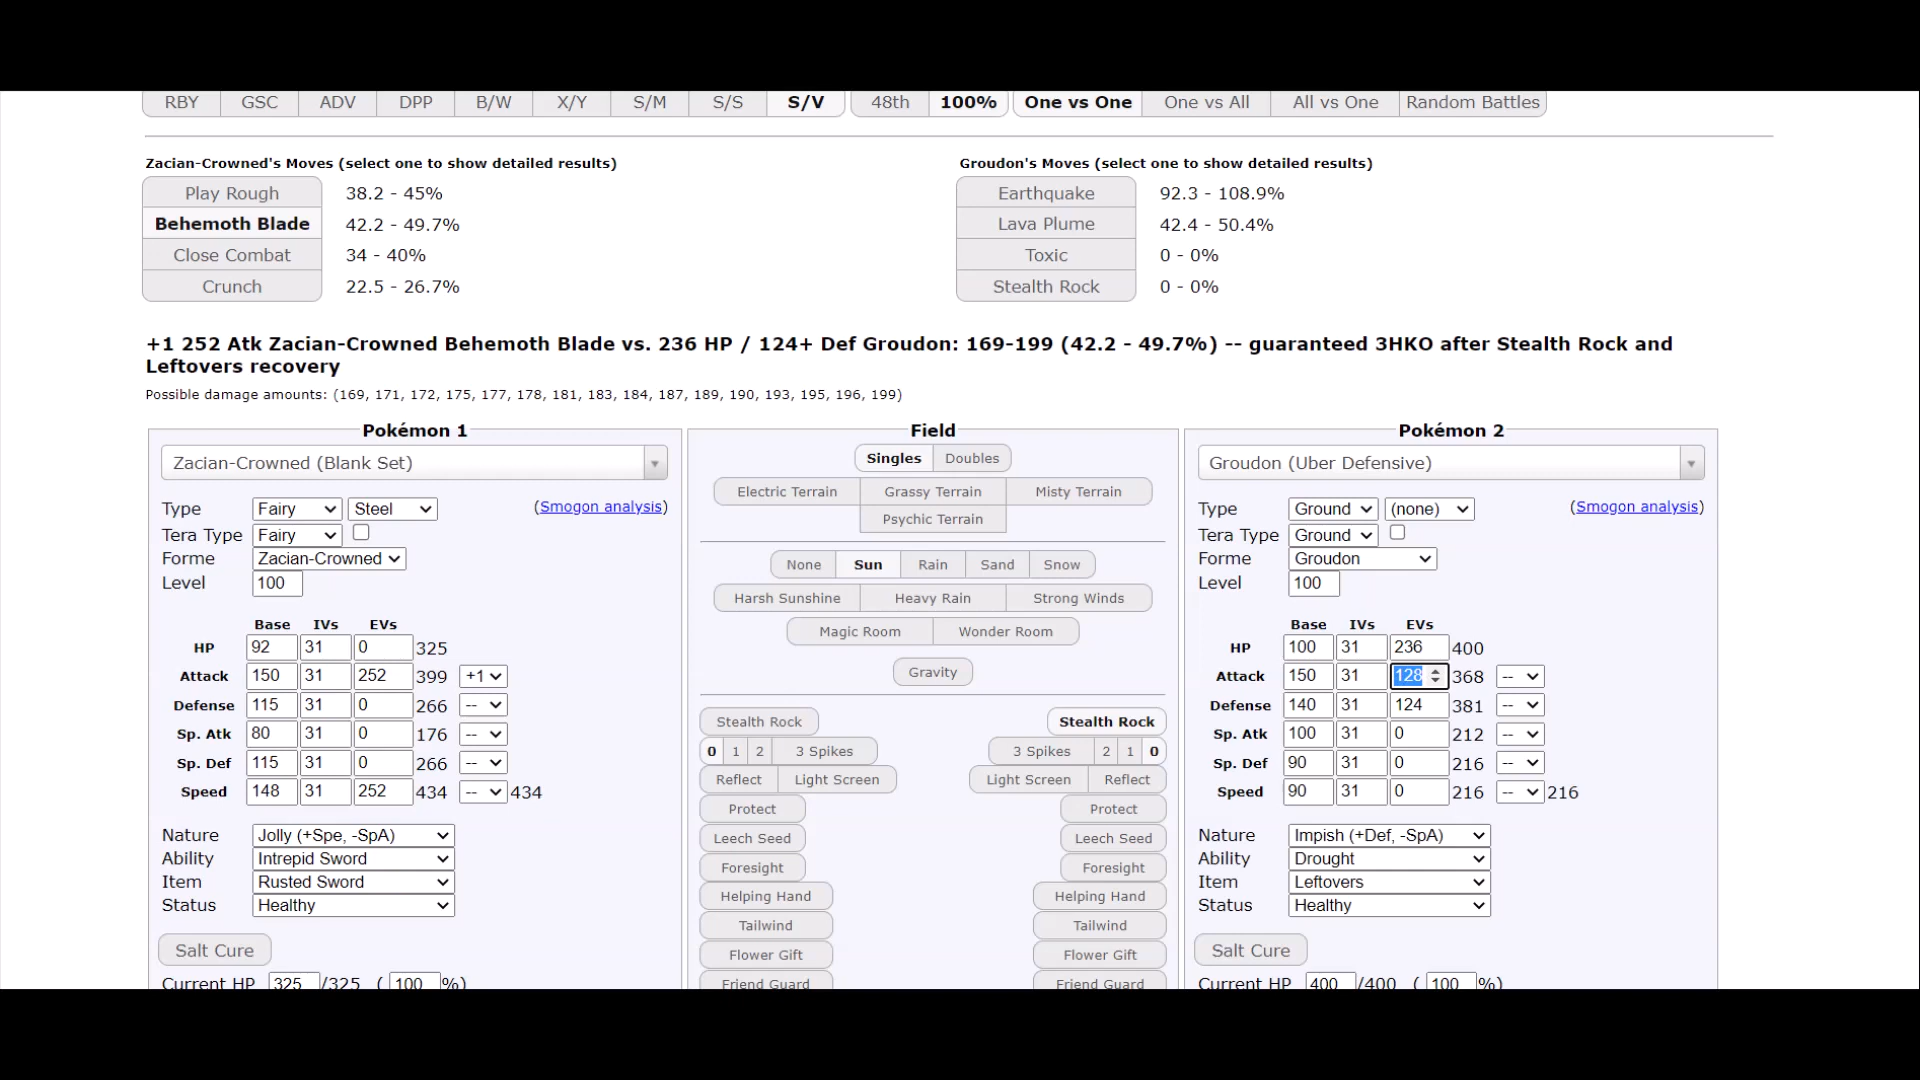 RBY GSC ADV DPP B/W X/Y S/M S/S S/V 48th 100% One vs One One vs All All vs One Random Battles
Zacian-Crowned's Moves (select one to show detailed results)
Play Rough 38.2 - 45%
Behemoth Blade 42.2 - 49.7%
Close Combat 34 - 40%
Crunch 22.5 - 26.7%
Groudon's Moves (select one to show detailed results)
Earthquake 92.3 - 108.9%
Lava Plume 42.4 - 50.4%
Toxic 0 - 0%
Stealth Rock 0 - 0%
+1 252 Atk Zacian-Crowned Behemoth Blade vs. 236 HP / 124+ Def Groudon: 169-199 (42.2 - 49.7%) -- guaranteed 3HKO after Stealth Rock and
Leftovers recovery
Possible damage amounts: (169, 171, 172, 175, 177, 178, 181, 183, 184, 187, 189, 190, 193, 195, 196, 199)
Pokémon 1
Zacian-Crowned (Blank Set)
Type Fairy Steel (Smogon analysis)
Tera Type Fairy
Forme Zacian-Crowned
Level 100
Base IVs EVs
HP 92 31 0 325
Attack 150 31 252 399 +1
Defense 115 31 0 266 --
Sp. Atk 80 31 0 176 --
Sp. Def 115 31 0 266 --
Speed 148 31 252 434 -- 434
Nature Jolly (+Spe, -SpA)
Ability Intrepid Sword
Item Rusted Sword
Status Healthy
Salt Cure
Current HP 325 /325 ( 100 %)
Field
Singles Doubles
Electric Terrain Grassy Terrain Misty Terrain
Psychic Terrain
None Sun Rain Sand Snow
Harsh Sunshine Heavy Rain Strong Winds
Magic Room Wonder Room
Gravity
Stealth Rock Stealth Rock
0 1 2 3 Spikes 3 Spikes 2 1 0
Reflect Light Screen Light Screen Reflect
Protect Protect
Leech Seed Leech Seed
Foresight Foresight
Helping Hand Helping Hand
Tailwind Tailwind
Flower Gift Flower Gift
Friend Guard Friend Guard
Pokémon 2
Groudon (Uber Defensive)
Type Ground (none) (Smogon analysis)
Tera Type Ground
Forme Groudon
Level 100
Base IVs EVs
HP 100 31 236 400
Attack 150 31 128 368 --
Defense 140 31 124 381 --
Sp. Atk 100 31 0 212 --
Sp. Def 90 31 0 216 --
Speed 90 31 0 216 -- 216
Nature Impish (+Def, -SpA)
Ability Drought
Item Leftovers
Status Healthy
Salt Cure
Current HP 400 /400 ( 100 %)